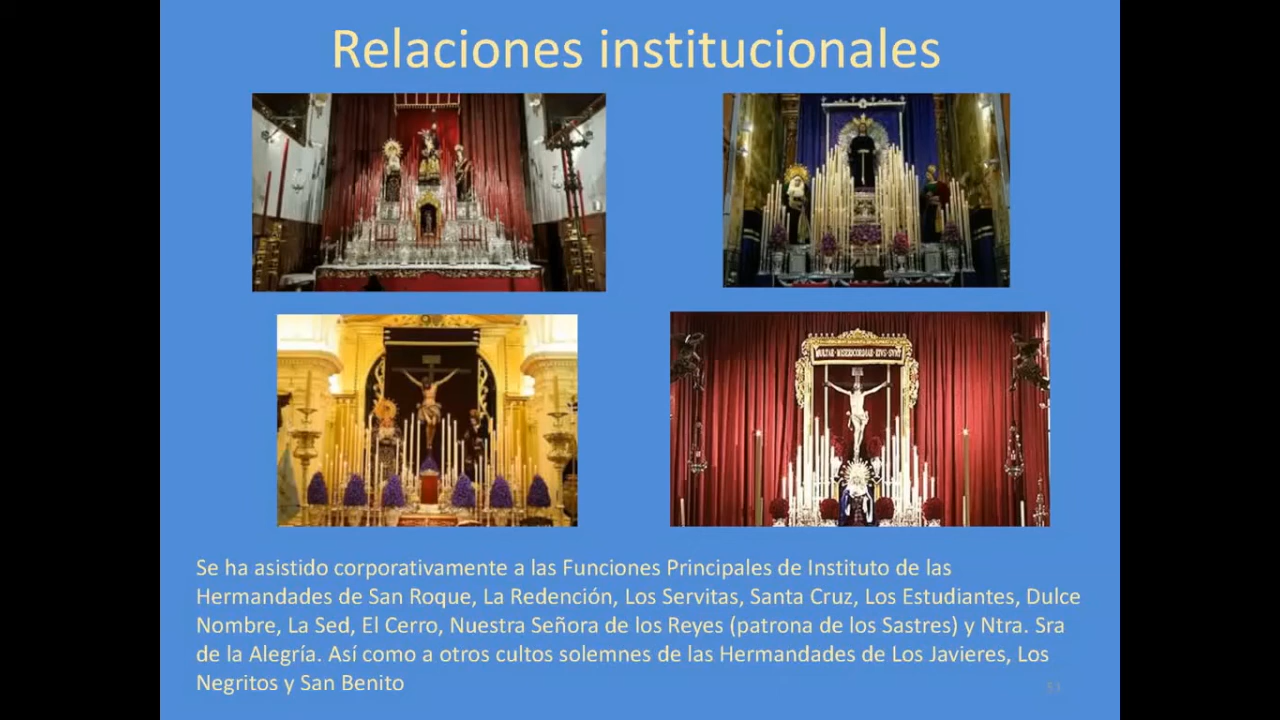 Relaciones institucionales
Se ha asistido corporativamente a las Funciones Principales de Instituto de las
Hermandades de San Roque, La Redención, Los Servitas, Santa Cruz, Los Estudiantes, Dulce
Nombre, La Sed, El Cerro, Nuestra Señora de los Reyes (patrona de los Sastres) y Ntra. Sra
de la Alegría. Así como a otros cultos solemnes de las Hermandades de Los Javieres, Los
Negritos y San Benito
51